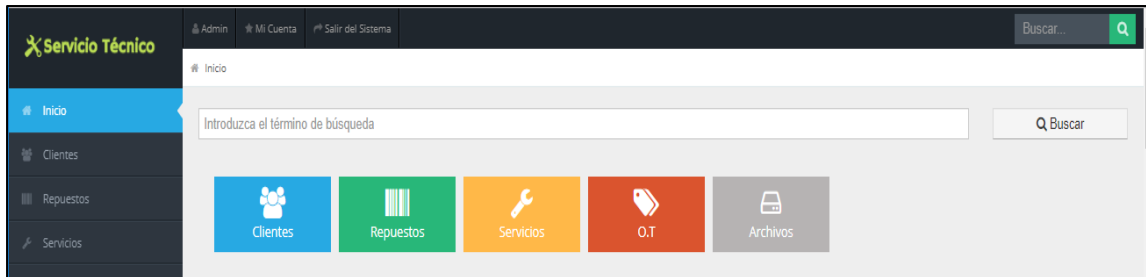 Servicio Técnico
Admin Mi Cuenta Salir del Sistema
Buscar...
Inicio
Inicio
Clientes
Repuestos
Servicios
Introduzca el término de búsqueda
Buscar
Clientes
Repuestos
Servicios
O.T
Archivos